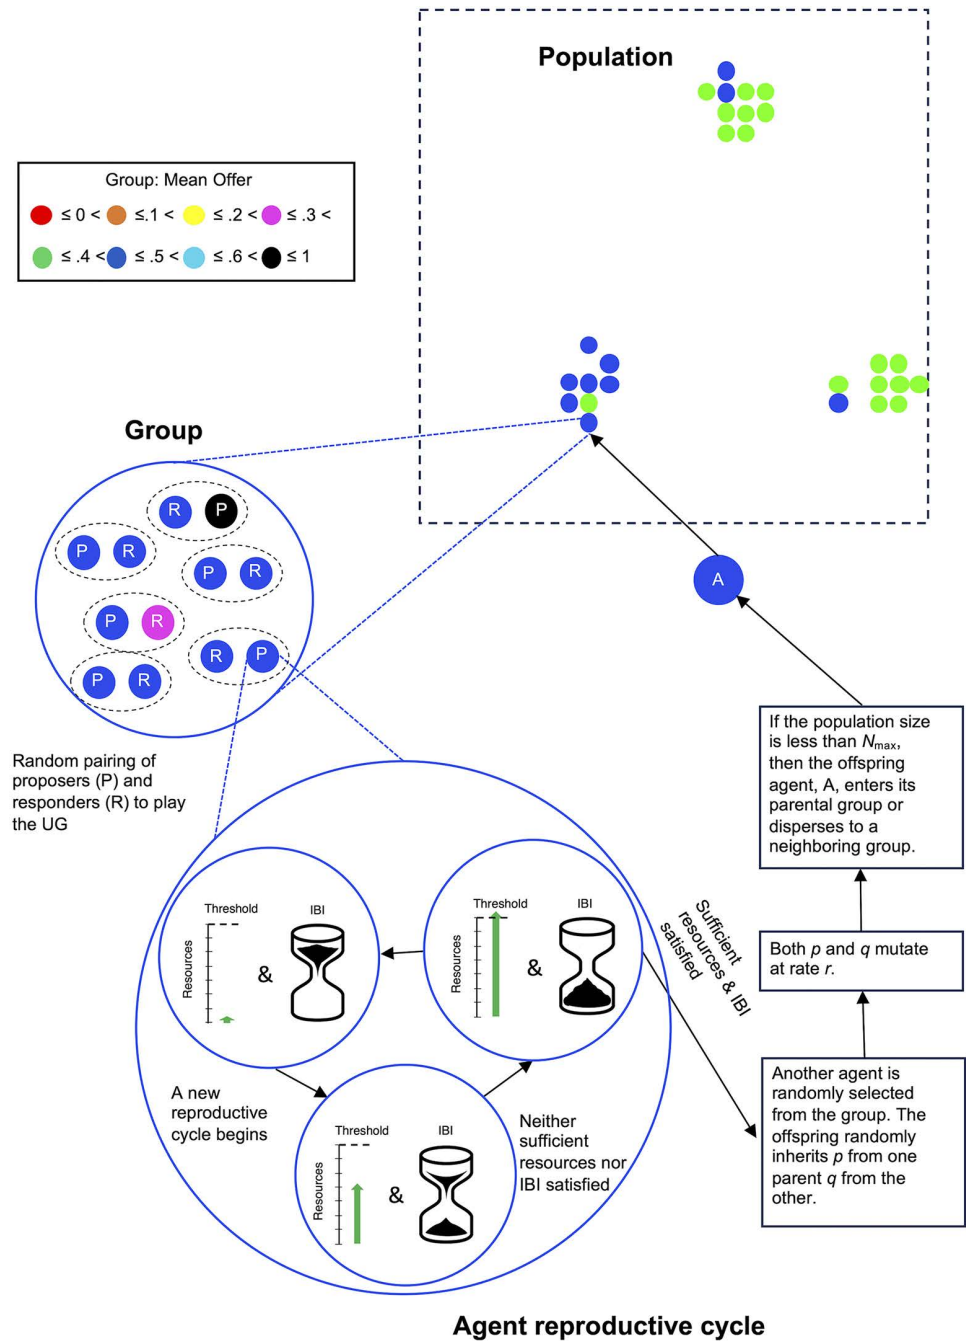 Population
Group: Mean Offer
≤ 0 < ≤.1 < ≤ .2 < ≤ .3 <
≤ .4 < ≤ .5 < ≤ .6 < ≤ 1
Group
R P
P R
P R
P R
R P
P R
A
Random pairing of
proposers (P) and
responders (R) to play
the UG
If the population size
is less than Nmax,
then the offspring
agent, A, enters its
parental group or
disperses to a
neighboring group.
Both p and q mutate
at rate r.
Another agent is
randomly selected
from the group. The
offspring randomly
inherits p from one
parent q from the
other.
Sufficient
resources & IBI
satisfied
Threshold IBI
Resources
&
Threshold IBI
Resources
&
A new
reproductive
cycle begins
Threshold IBI
Resources
&
Neither
sufficient
resources nor
IBI satisfied
Agent reproductive cycle